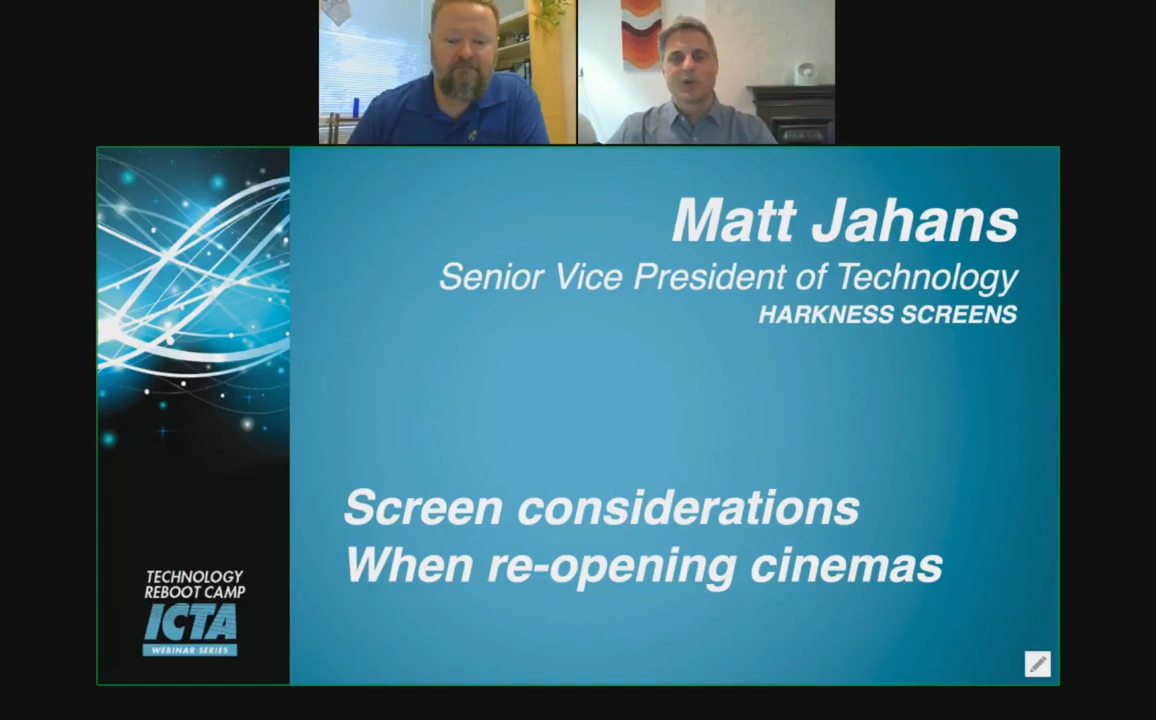 Matt Jahans
Senior Vice President of Technology
HARKNESS SCREENS
Screen considerations
When re-opening cinemas
TECHNOLOGY
REBOOT CAMP
ICTA
WEBINAR SERIES